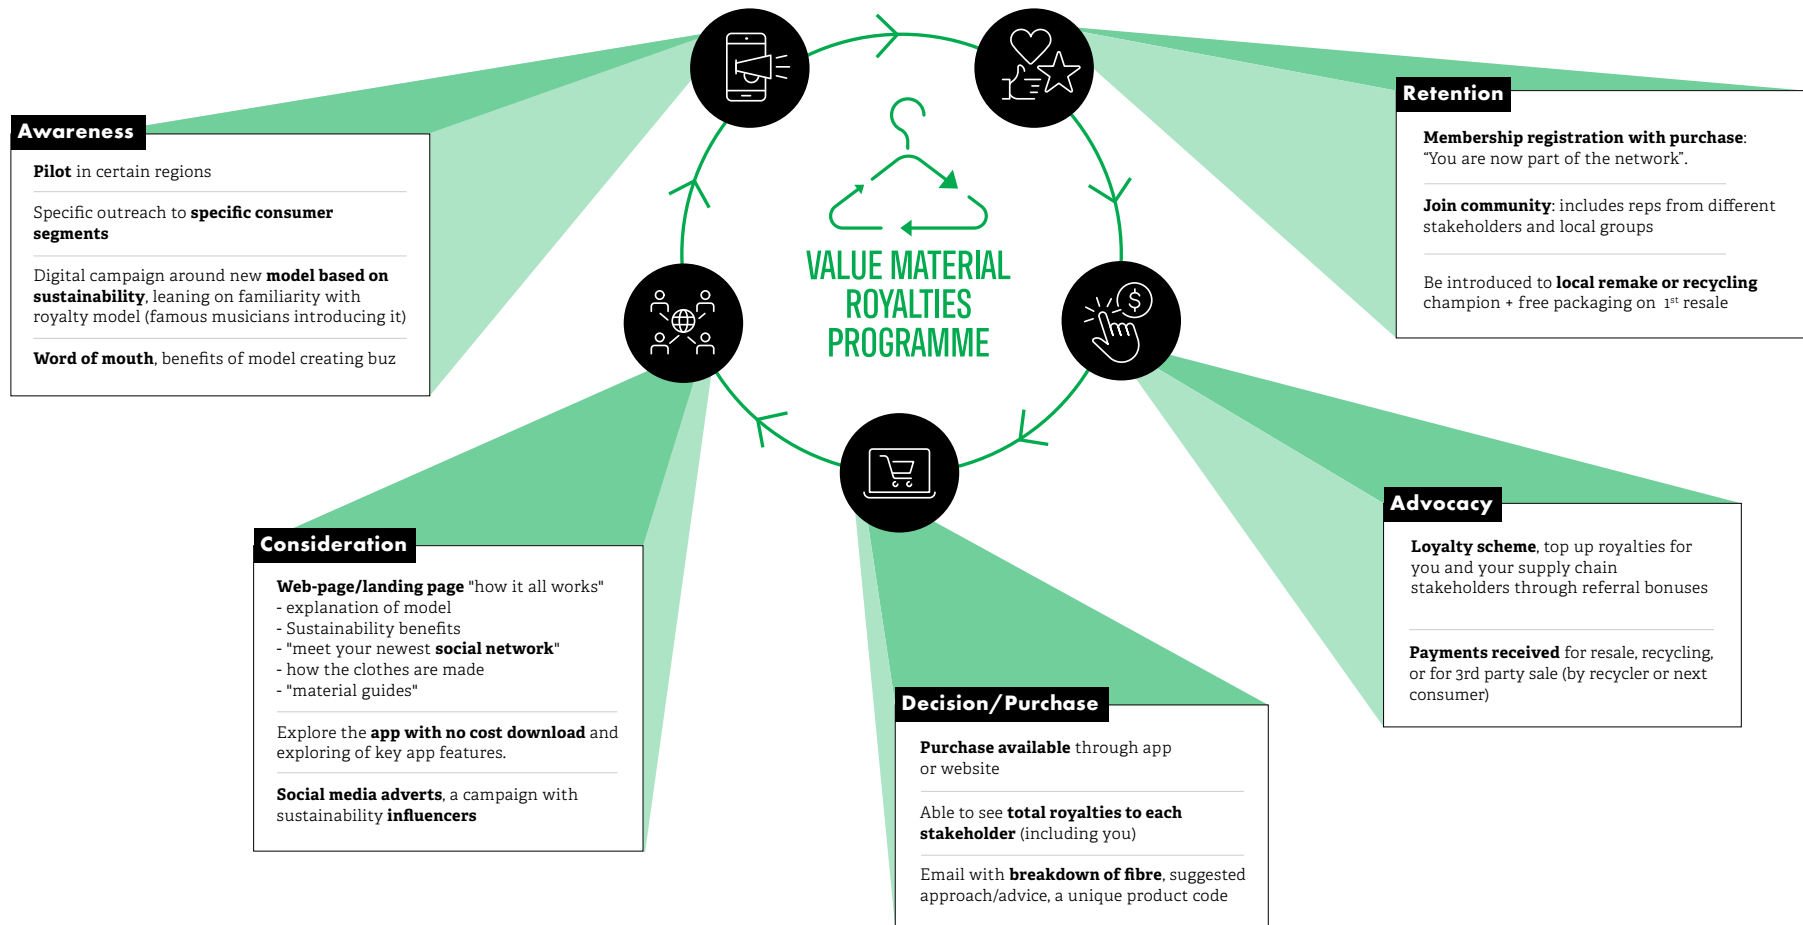 VALUE MATERIAL
ROYALTIES
PROGRAMME
Awareness
Pilot in certain regions
Specific outreach to specific consumer
segments
Digital campaign around new model based on
sustainability, leaning on familiarity with
royalty model (famous musicians introducing it)
Word of mouth, benefits of model creating buz
Retention
Membership registration with purchase:
“You are now part of the network”.
Join community: includes reps from different
stakeholders and local groups
Be introduced to local remake or recycling
champion + free packaging on 1st resale
$
Consideration
Web-page/landing page "how it all works"
- explanation of model
- Sustainability benefits
- "meet your newest social network"
- how the clothes are made
- "material guides"
Explore the app with no cost download and
exploring of key app features.
Social media adverts, a campaign with
sustainability influencers
Decision/Purchase
Purchase available through app
or website
Able to see total royalties to each
stakeholder (including you)
Email with breakdown of fibre, suggested
approach/advice, a unique product code
Advocacy
Loyalty scheme, top up royalties for
you and your supply chain
stakeholders through referral bonuses
Payments received for resale, recycling,
or for 3rd party sale (by recycler or next
consumer)